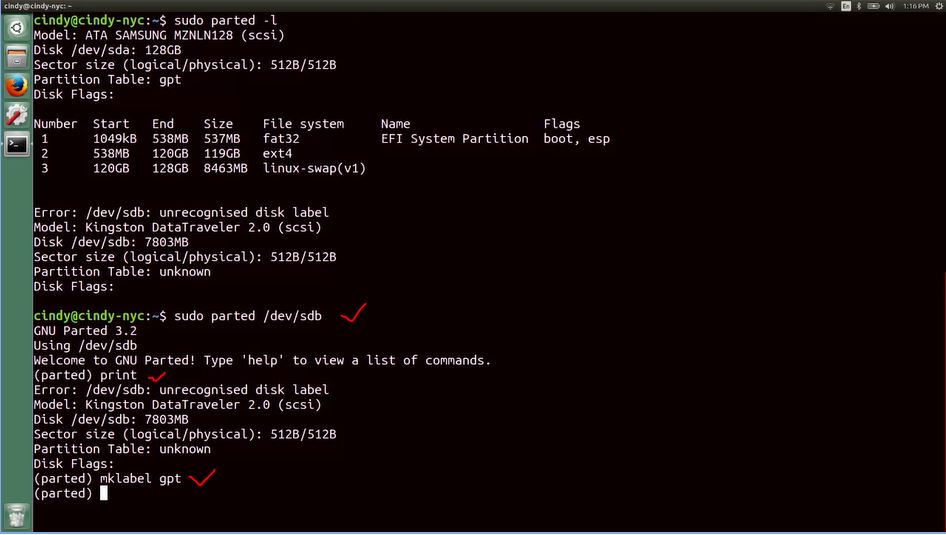 cindy@cindy-nyc: ~
En
1:16 PM
cindy@cindy-nyc:~$ sudo parted -l
Model: ATA SAMSUNG MZNLN128 (scsi)
Disk /dev/sda: 128GB
Sector size (logical/physical): 512B/512B
Partition Table: gpt
Disk Flags:
Number  Start   End    Size    File system     Name                  Flags
1      1049kB  538MB  537MB   fat32           EFI System Partition  boot, esp
2      538MB   120GB  119GB   ext4
3      120GB   128GB  8463MB  linux-swap(v1)
Error: /dev/sdb: unrecognised disk label
Model: Kingston DataTraveler 2.0 (scsi)
Disk /dev/sdb: 7803MB
Sector size (logical/physical): 512B/512B
Partition Table: unknown
Disk Flags:
cindy@cindy-nyc:~$ sudo parted /dev/sdb
GNU Parted 3.2
Using /dev/sdb
Welcome to GNU Parted! Type 'help' to view a list of commands.
(parted) print
Error: /dev/sdb: unrecognised disk label
Model: Kingston DataTraveler 2.0 (scsi)
Disk /dev/sdb: 7803MB
Sector size (logical/physical): 512B/512B
Partition Table: unknown
Disk Flags:
(parted) mklabel gpt
(parted)